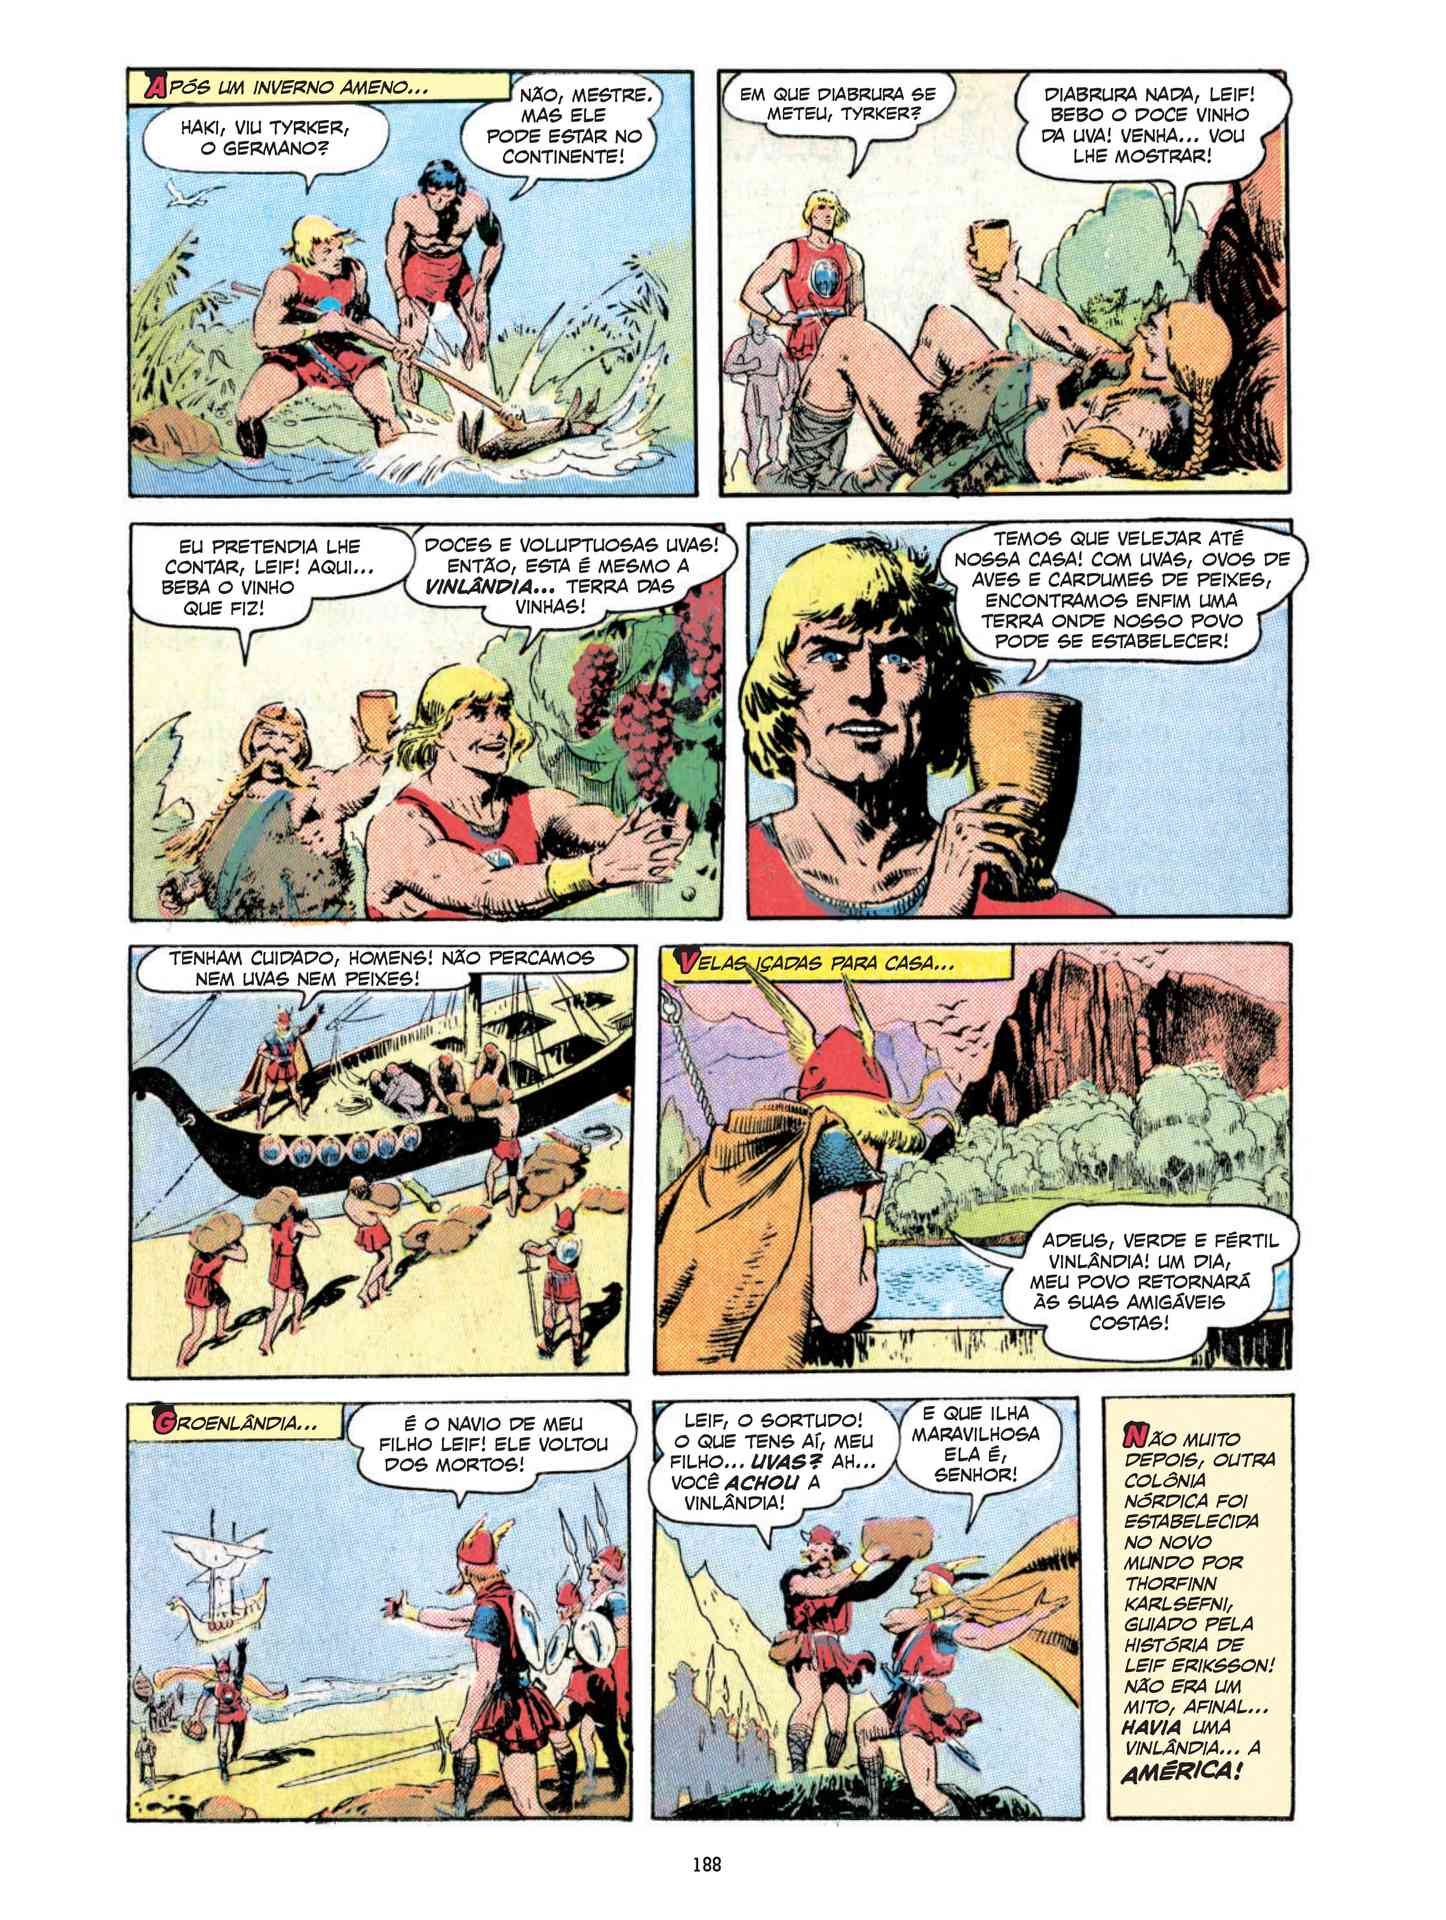 APÓS UM INVERNO AMENO...
HAKI, VIU TYRKER,
O GERMANO?
NÃO, MESTRE.
MAS ELE
PODE ESTAR NO
CONTINENTE!
EM QUE DIABRURA SE
METEU, TYRKER?
DIABRURA NADA, LEIF!
BEBO O DOCE VINHO
DA UVA! VENHA... VOU
LHE MOSTRAR!
EU PRETENDIA LHE
CONTAR, LEIF! AQUI...
BEBA O VINHO
QUE FIZ!
DOCES E VOLUPTUOSAS UVAS!
ENTÃO, ESTA É MESMO A
VINLÂNDIA... TERRA DAS
VINHAS!
TEMOS QUE VELEJAR ATÉ
NOSSA CASA! COM UVAS, OVOS DE
AVES E CARDUMES DE PEIXES,
ENCONTRAMOS ENFIM UMA
TERRA ONDE NOSSO POVO
PODE SE ESTABELECER!
TENHAM CUIDADO, HOMENS! NÃO PERCAMOS
NEM UVAS NEM PEIXES!
VELAS IÇADAS PARA CASA...
ADEUS, VERDE E FÉRTIL
VINLÂNDIA! UM DIA,
MEU POVO RETORNARÁ
ÀS SUAS AMIGÁVEIS
COSTAS!
GROENLÂNDIA...
É O NAVIO DE MEU
FILHO LEIF! ELE VOLTOU
DOS MORTOS!
LEIF, O SORTUDO!
O QUE TENS AÍ, MEU
FILHO... UVAS? AH...
VOCÊ ACHOU A
VINLÂNDIA!
E QUE ILHA
MARAVILHOSA
ELA É,
SENHOR!
NÃO MUITO
DEPOIS, OUTRA
COLÔNIA
NÓRDICA FOI
ESTABELECIDA
NO NOVO
MUNDO POR
THORFINN
KARLSEFNI,
GUIADO PELA
HISTÓRIA DE
LEIF ERIKSSON!
NÃO ERA UM
MITO, AFINAL...
HAVIA UMA
VINLÂNDIA... A
AMÉRICA!
188